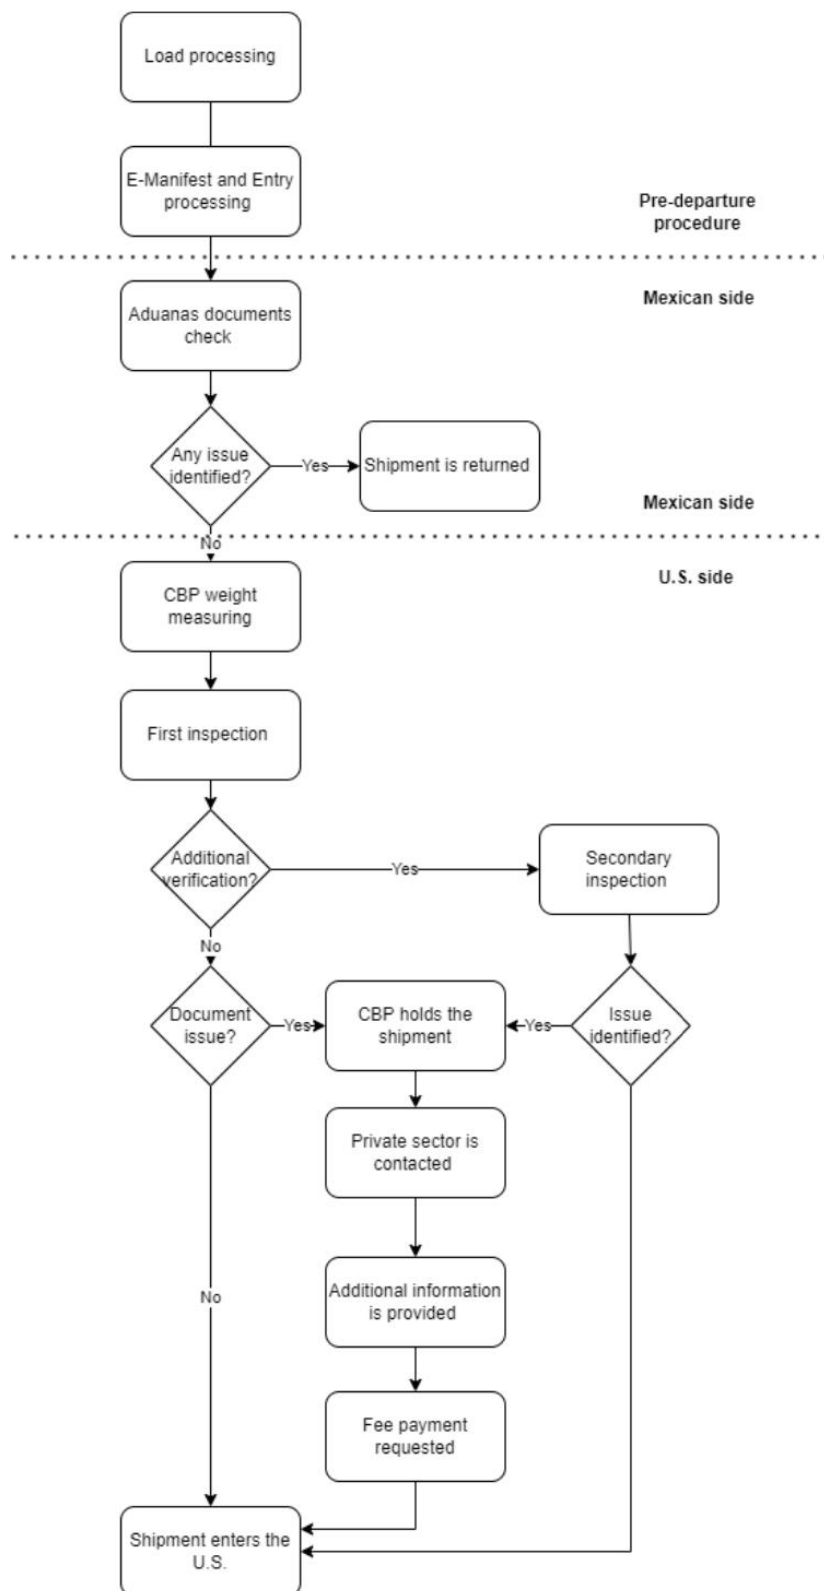 Load processing
E-Manifest and Entry
processing
Pre-departure
procedure
Mexican side
Aduanas documents
check
Any issue
identified?
Yes
Shipment is returned
Mexican side
No
U.S. side
CBP weight
measuring
First inspection
Additional
verification?
Yes
Secondary
inspection
No
Document
issue?
Yes
CBP holds the
shipment
Yes
Issue
identified?
Private sector is
contacted
No
Additional information
is provided
Fee payment
requested
Shipment enters the
U.S.